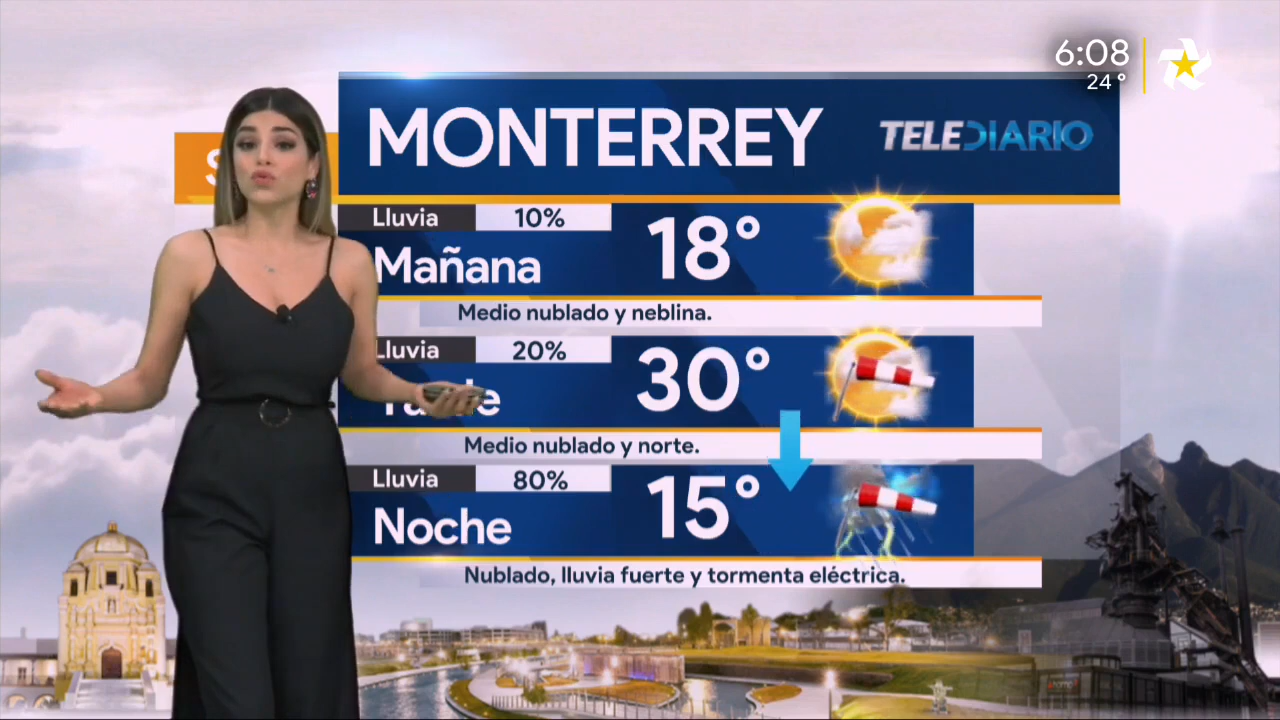 6:08
24°
MONTERREY
TELEDIARIO
S
Lluvia 10%
Mañana 18°
Medio nublado y neblina.
Lluvia 20%
30°
Medio nublado y norte.
Lluvia 80%
Noche 15°
Nublado, lluvia fuerte y tormenta eléctrica.